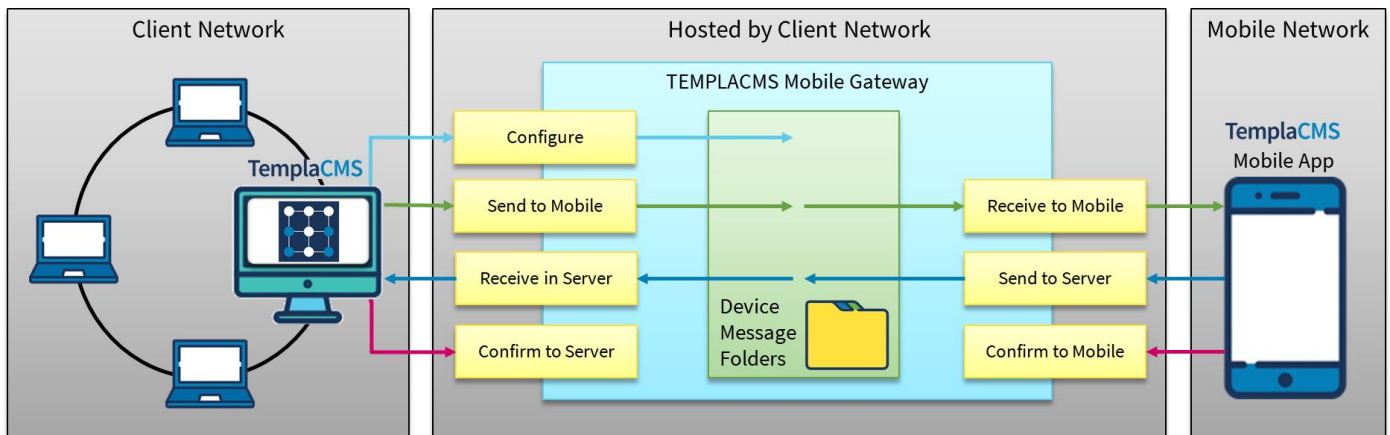 Client Network
TemplaCMS
Hosted by Client Network
TEMPLACMS Mobile Gateway
Configure
Send to Mobile
Receive in Server
Confirm to Server
Device
Message
Folders
Receive to Mobile
Send to Server
Confirm to Mobile
Mobile Network
TemplaCMS
Mobile App